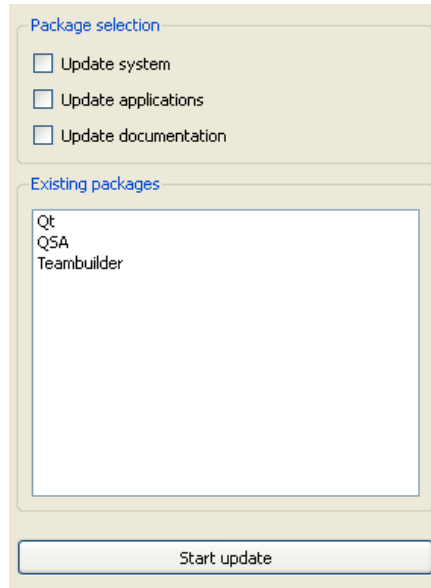 Package selection
Update system
Update applications
Update documentation
Existing packages
Qt
QSA
Teambuilder
Start update